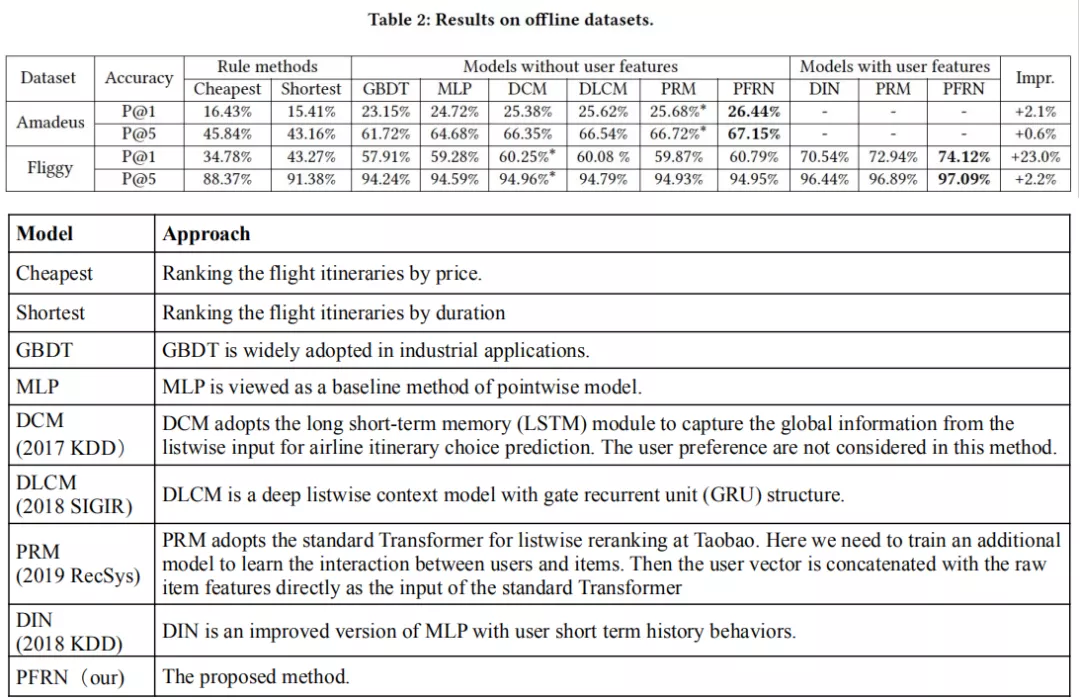 Table 2: Results on offline datasets.
Dataset Accuracy Rule methods Models without user features Models with user features Impr.
Cheapest Shortest GBDT MLP DCM DLCM PRM PFRN DIN PRM PFRN
Amadeus P@1 16.43% 15.41% 23.15% 24.72% 25.38% 25.62% 25.68%* 26.44% - - - +2.1%
P@5 45.84% 43.16% 61.72% 64.68% 66.35% 66.54% 66.72%* 67.15% - - - +0.6%
Fliggy P@1 34.78% 43.27% 57.91% 59.28% 60.25%* 60.08 % 59.87% 60.79% 70.54% 72.94% 74.12% +23.0%
P@5 88.37% 91.38% 94.24% 94.59% 94.96%* 94.79% 94.93% 94.95% 96.44% 96.89% 97.09% +2.2%
Model Approach
Cheapest Ranking the flight itineraries by price.
Shortest Ranking the flight itineraries by duration
GBDT GBDT is widely adopted in industrial applications.
MLP MLP is viewed as a baseline method of pointwise model.
DCM
(2017 KDD）
DCM adopts the long short-term memory (LSTM) module to capture the global information from the
listwise input for airline itinerary choice prediction. The user preference are not considered in this method.
DLCM
(2018 SIGIR)
DLCM is a deep listwise context model with gate recurrent unit (GRU) structure.
PRM
(2019 RecSys)
PRM adopts the standard Transformer for listwise reranking at Taobao. Here we need to train an additional
model to learn the interaction between users and items. Then the user vector is concatenated with the raw
item features directly as the input of the standard Transformer
DIN
(2018 KDD)
DIN is an improved version of MLP with user short term history behaviors.
PFRN（our) The proposed method.